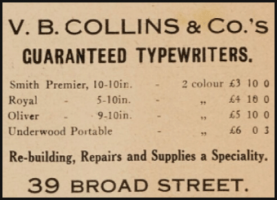 V. B. COLLINS & Co.'s
GUARANTEED TYPEWRITERS.
Smith Premier, 10-10in. - 2 colour £3 10 0
Royal - 5-10in. - „ £4 10 0
Oliver - 9-10in. - „ £5 10 0
Underwood Portable „ £6 0 3
Re-building, Repairs and Supplies a Speciality.
39 BROAD STREET.